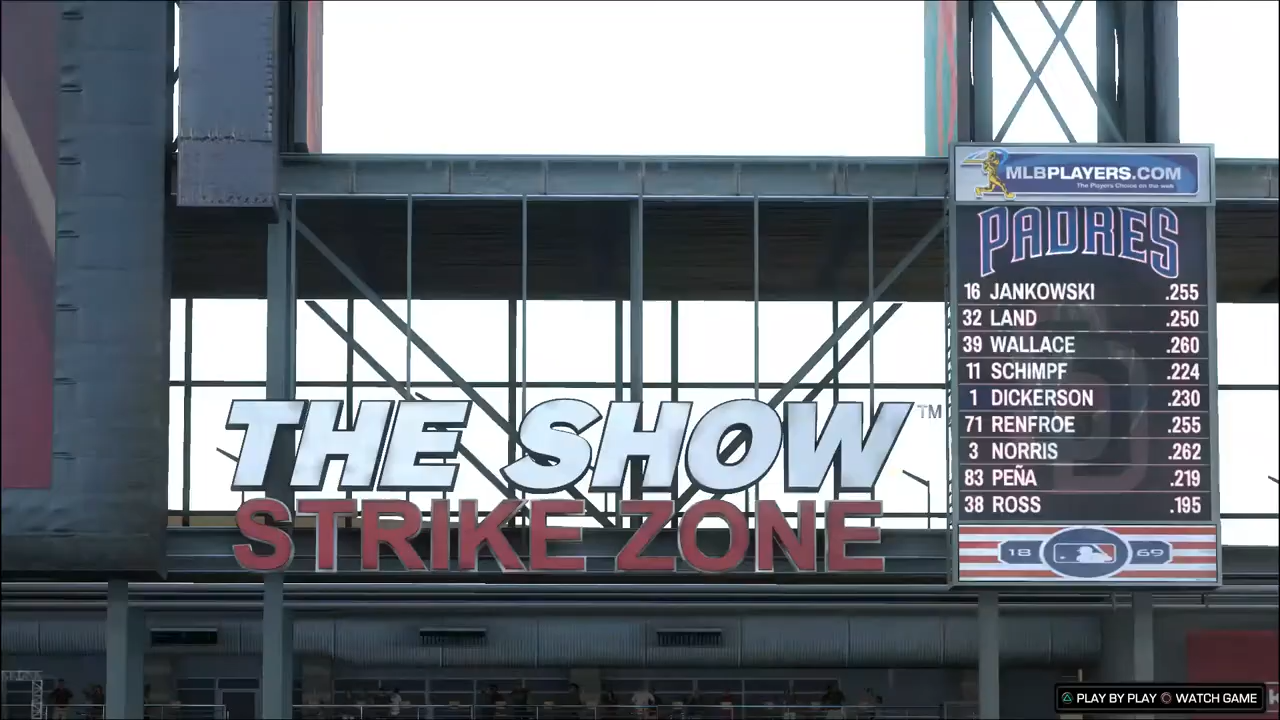 MLBPLAYERS.COM
The Players Choice on the web
PADRES
16 JANKOWSKI .255
32 LAND .250
39 WALLACE .260
11 SCHIMPF .224
1 DICKERSON .230
71 RENFROE .255
3 NORRIS .262
83 PEÑA .219
38 ROSS .195
18 69
THE SHOW TM
STRIKE ZONE
PLAY BY PLAY WATCH GAME